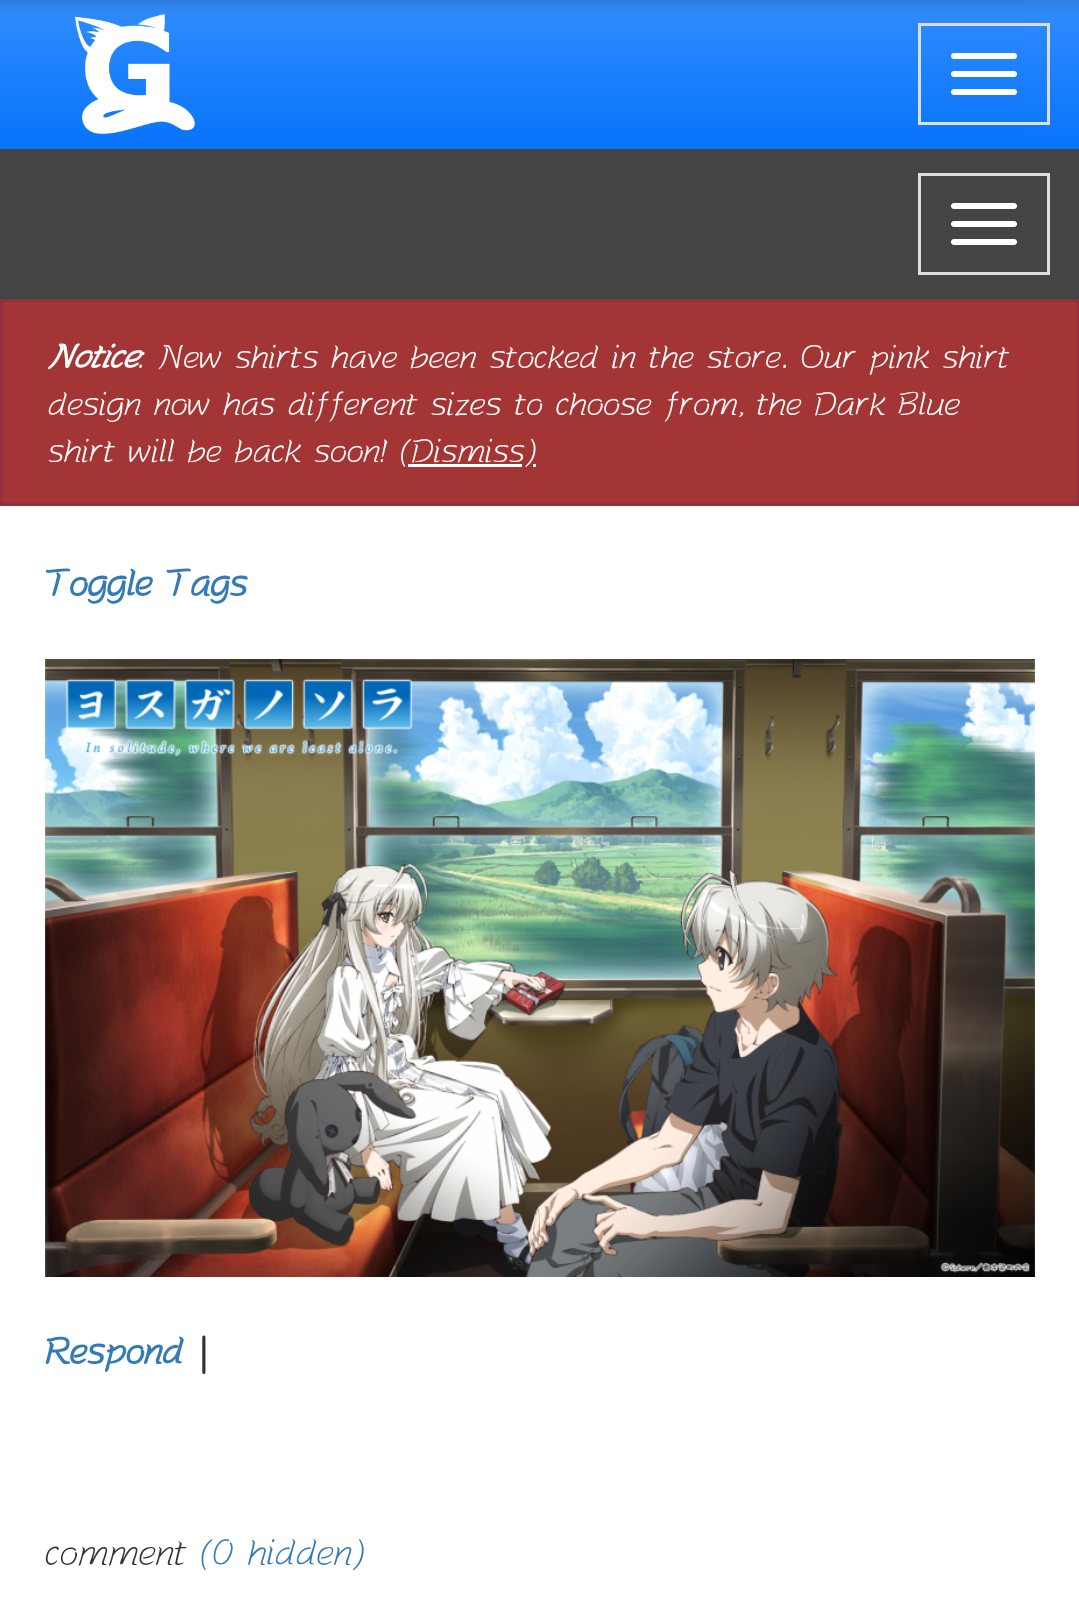 G
Notice: New shirts have been stocked in the store. Our pink shirt
design now has different sizes to choose from, the Dark Blue
shirt will be back soon! (Dismiss)
Toggle Tags
ヨスガノソラ
In solitude, where we are least alone.
Respond |
comment (0 hidden)